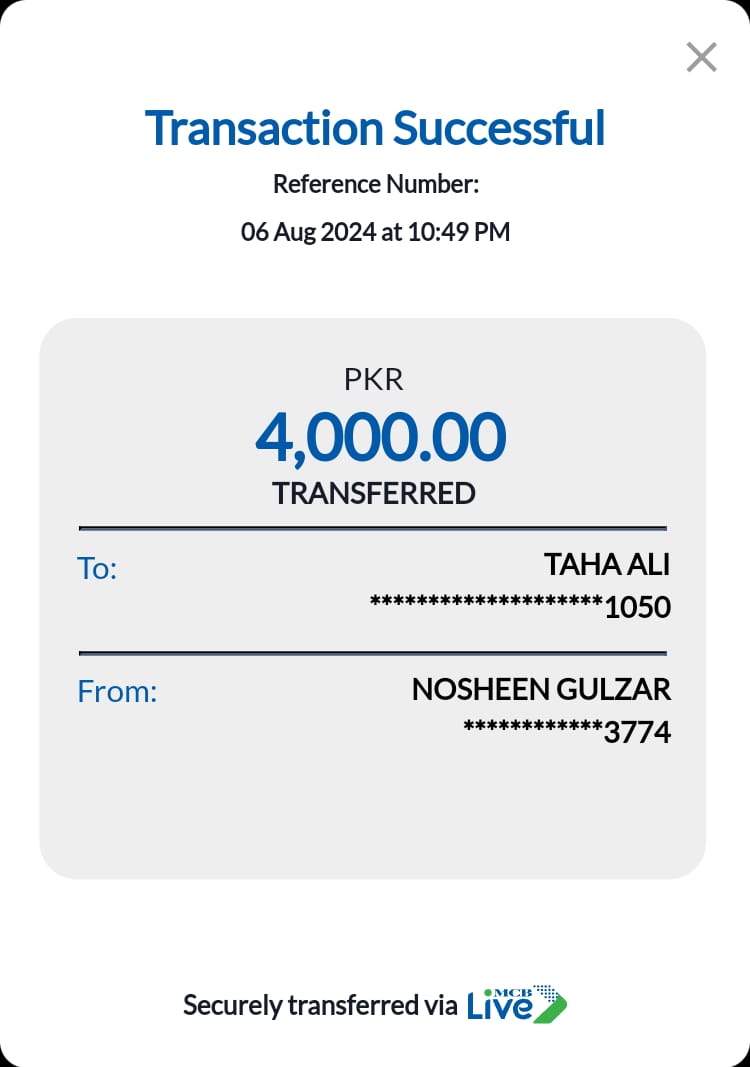 Transaction Successful
Reference Number:
06 Aug 2024 at 10:49 PM
PKR
4,000.00
TRANSFERRED
To:
TAHA ALI
********************1050
From:
NOSHEEN GULZAR
************3774
Securely transferred via MCB Live